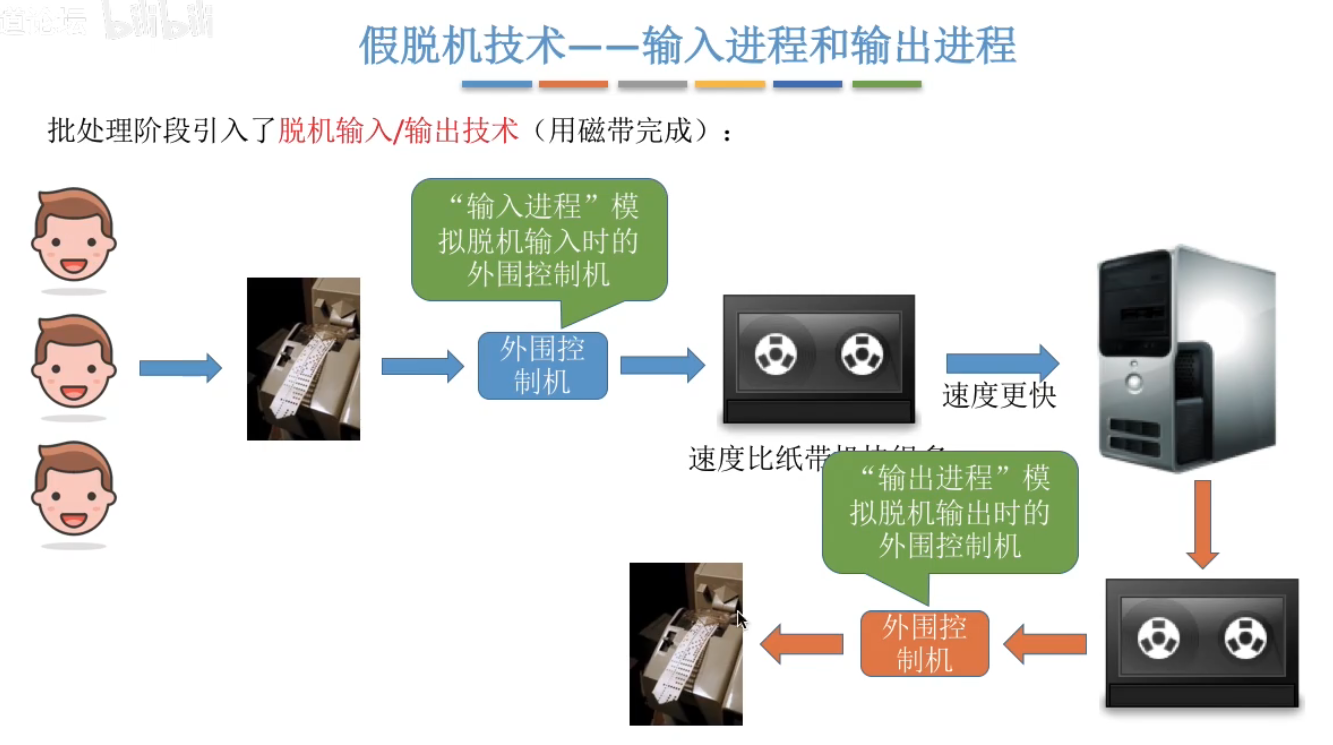 道论坛 bilibili
假脱机技术——输入进程和输出进程
批处理阶段引入了脱机输入/输出技术（用磁带完成）：
“输入进程”模
拟脱机输入时的
外围控制机
外围控
制机
速度更快
速度比纸带
“输出进程”模
拟脱机输出时的
外围控制机
外围控
制机